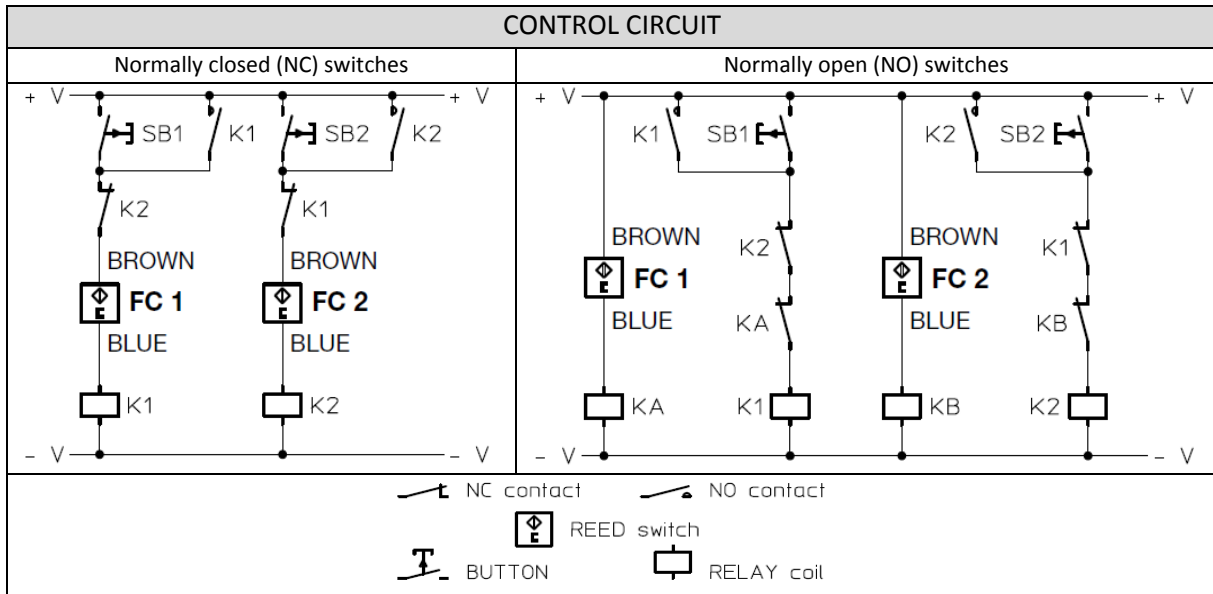 CONTROL CIRCUIT
Normally closed (NC) switches
Normally open (NO) switches
+ V + V
SB1 K1 SB2 K2
K2 K1
BROWN BROWN
FC 1 FC 2
BLUE BLUE
K1 K2
- V - V
+ V + V
K1 SB1 K2 SB2
BROWN K2 BROWN K1
FC 1 FC 2
BLUE KA BLUE KB
KA K1 KB K2
- V - V
NC contact NO contact
REED switch
BUTTON RELAY coil